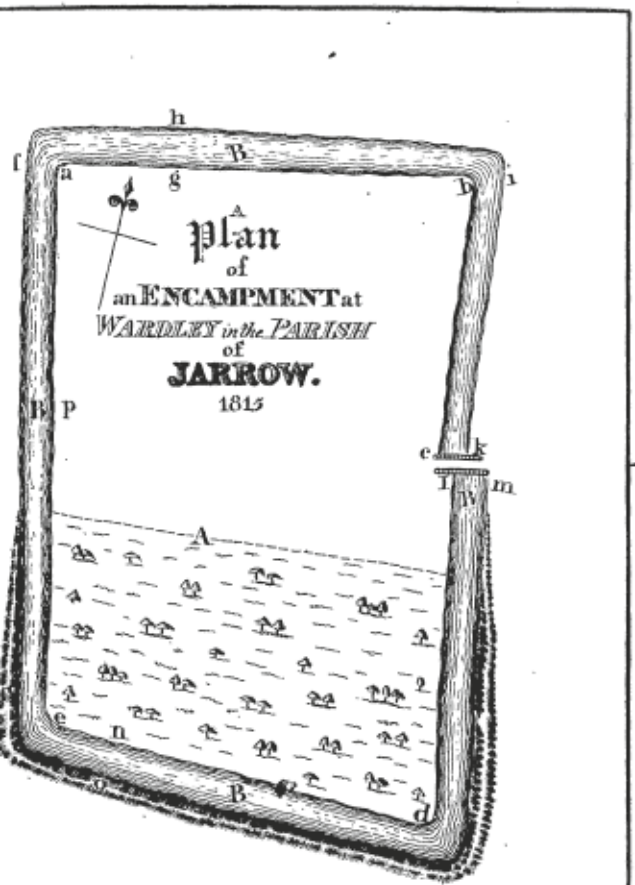 h
f
B
a
g
b
i
A
Plan
of
an ENCAMPMENT at
WARDLEY in the PARISH
of
JARROW.
1815
B
p
c
k
l
m
B
A
e
n
o
B
d